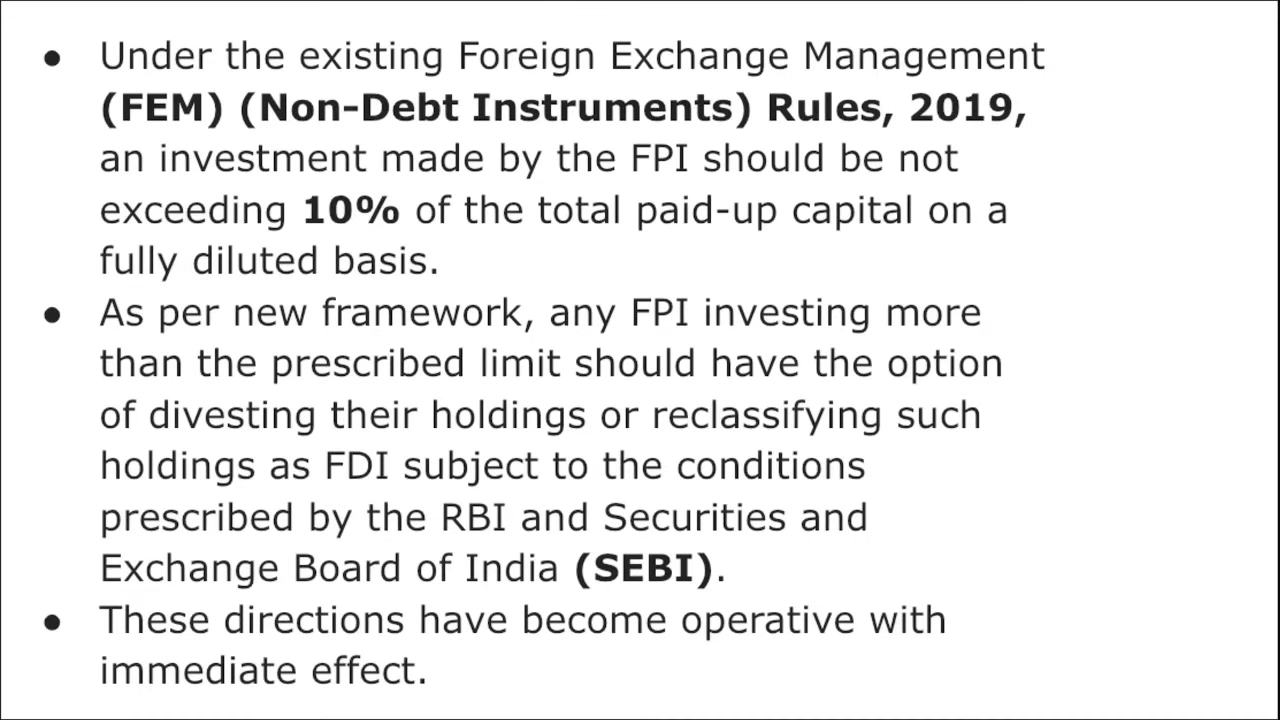 ● Under the existing Foreign Exchange Management
(FEM) (Non-Debt Instruments) Rules, 2019,
an investment made by the FPI should be not
exceeding 10% of the total paid-up capital on a
fully diluted basis.
● As per new framework, any FPI investing more
than the prescribed limit should have the option
of divesting their holdings or reclassifying such
holdings as FDI subject to the conditions
prescribed by the RBI and Securities and
Exchange Board of India (SEBI).
● These directions have become operative with
immediate effect.